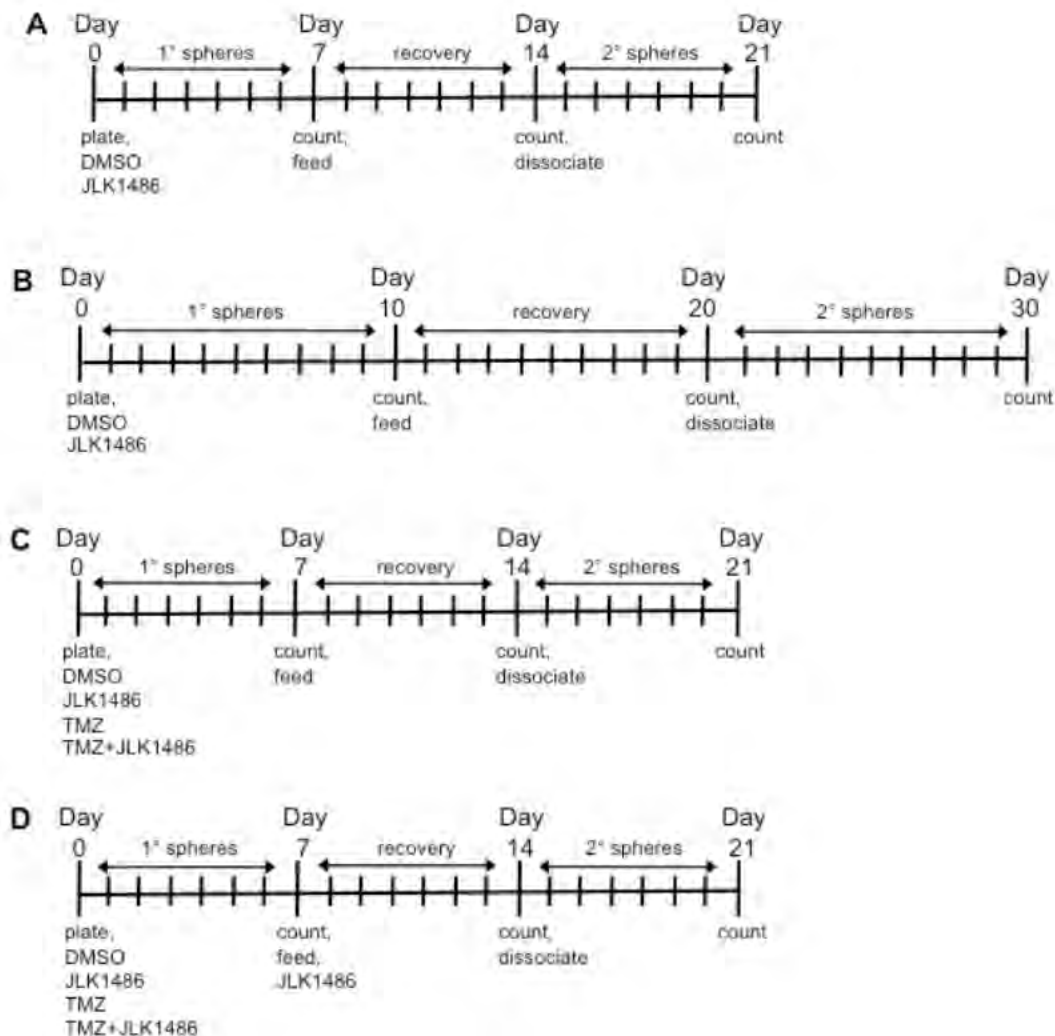 A
Day Day Day Day
0 1° spheres 7 recovery 14 2° spheres 21
plate, count, count, count
DMSO feed dissociate
JLK1486
B
Day Day Day Day
0 1° spheres 10 recovery 20 2° spheres 30
plate, count, count, count
DMSO feed dissociate
JLK1486
C
Day Day Day Day
0 1° spheres 7 recovery 14 2° spheres 21
plate, count, count, count
DMSO feed dissociate
JLK1486
TMZ
TMZ+JLK1486
D
Day Day Day Day
0 1° spheres 7 recovery 14 2° spheres 21
plate, count, count, count
DMSO feed, dissociate
JLK1486 JLK1486
TMZ
TMZ+JLK1486